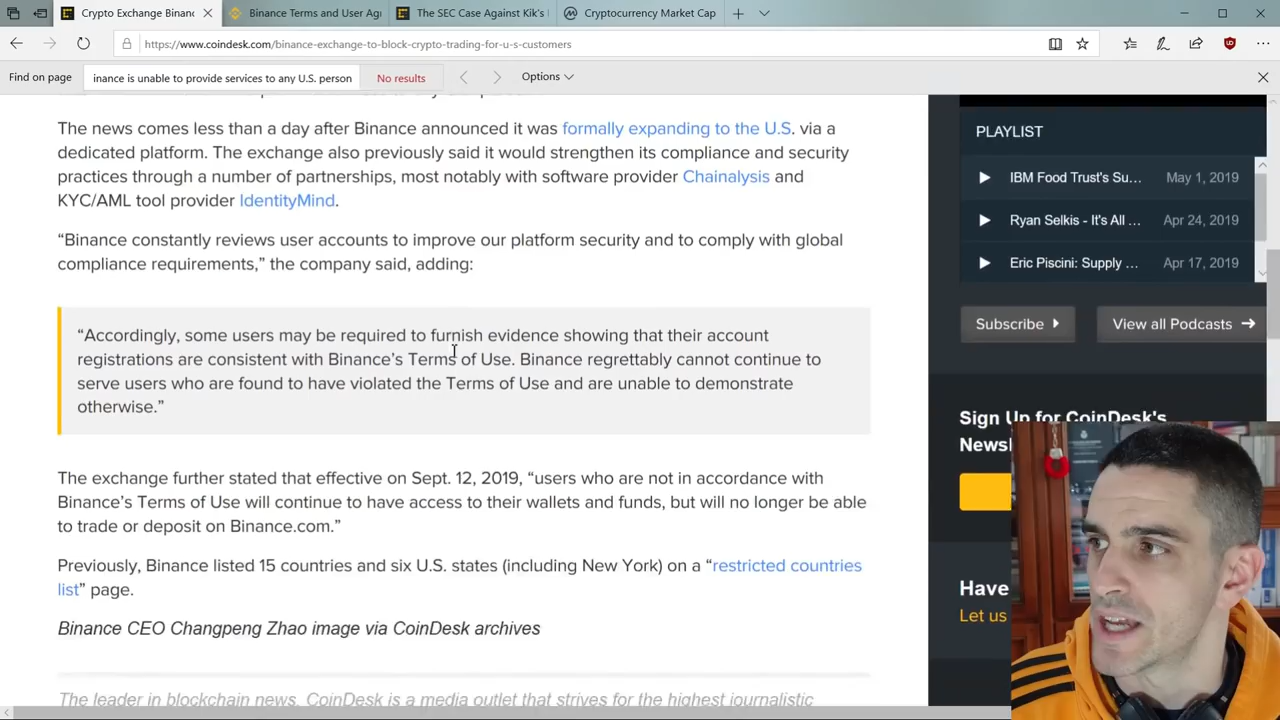 Crypto Exchange Binanc
Binance Terms and User Ag
The SEC Case Against Kik's
Cryptocurrency Market Cap
https://www.coindesk.com/binance-exchange-to-block-crypto-trading-for-u-s-customers
Find on page
inance is unable to provide services to any U.S. person
No results
Options
The news comes less than a day after Binance announced it was formally expanding to the U.S. via a
dedicated platform. The exchange also previously said it would strengthen its compliance and security
practices through a number of partnerships, most notably with software provider Chainalysis and
KYC/AML tool provider IdentityMind.
“Binance constantly reviews user accounts to improve our platform security and to comply with global
compliance requirements,” the company said, adding:
“Accordingly, some users may be required to furnish evidence showing that their account
registrations are consistent with Binance’s Terms of Use. Binance regrettably cannot continue to
serve users who are found to have violated the Terms of Use and are unable to demonstrate
otherwise.”
The exchange further stated that effective on Sept. 12, 2019, “users who are not in accordance with
Binance’s Terms of Use will continue to have access to their wallets and funds, but will no longer be able
to trade or deposit on Binance.com.”
Previously, Binance listed 15 countries and six U.S. states (including New York) on a “restricted countries
list” page.
Binance CEO Changpeng Zhao image via CoinDesk archives
The leader in blockchain news, CoinDesk is a media outlet that strives for the highest journalistic
PLAYLIST
IBM Food Trust's Su... May 1, 2019
Ryan Selkis - It's All ... Apr 24, 2019
Eric Piscini: Supply ... Apr 17, 2019
Subscribe
View all Podcasts
Sign Up for CoinDesk's
Newsl
Have
Let us